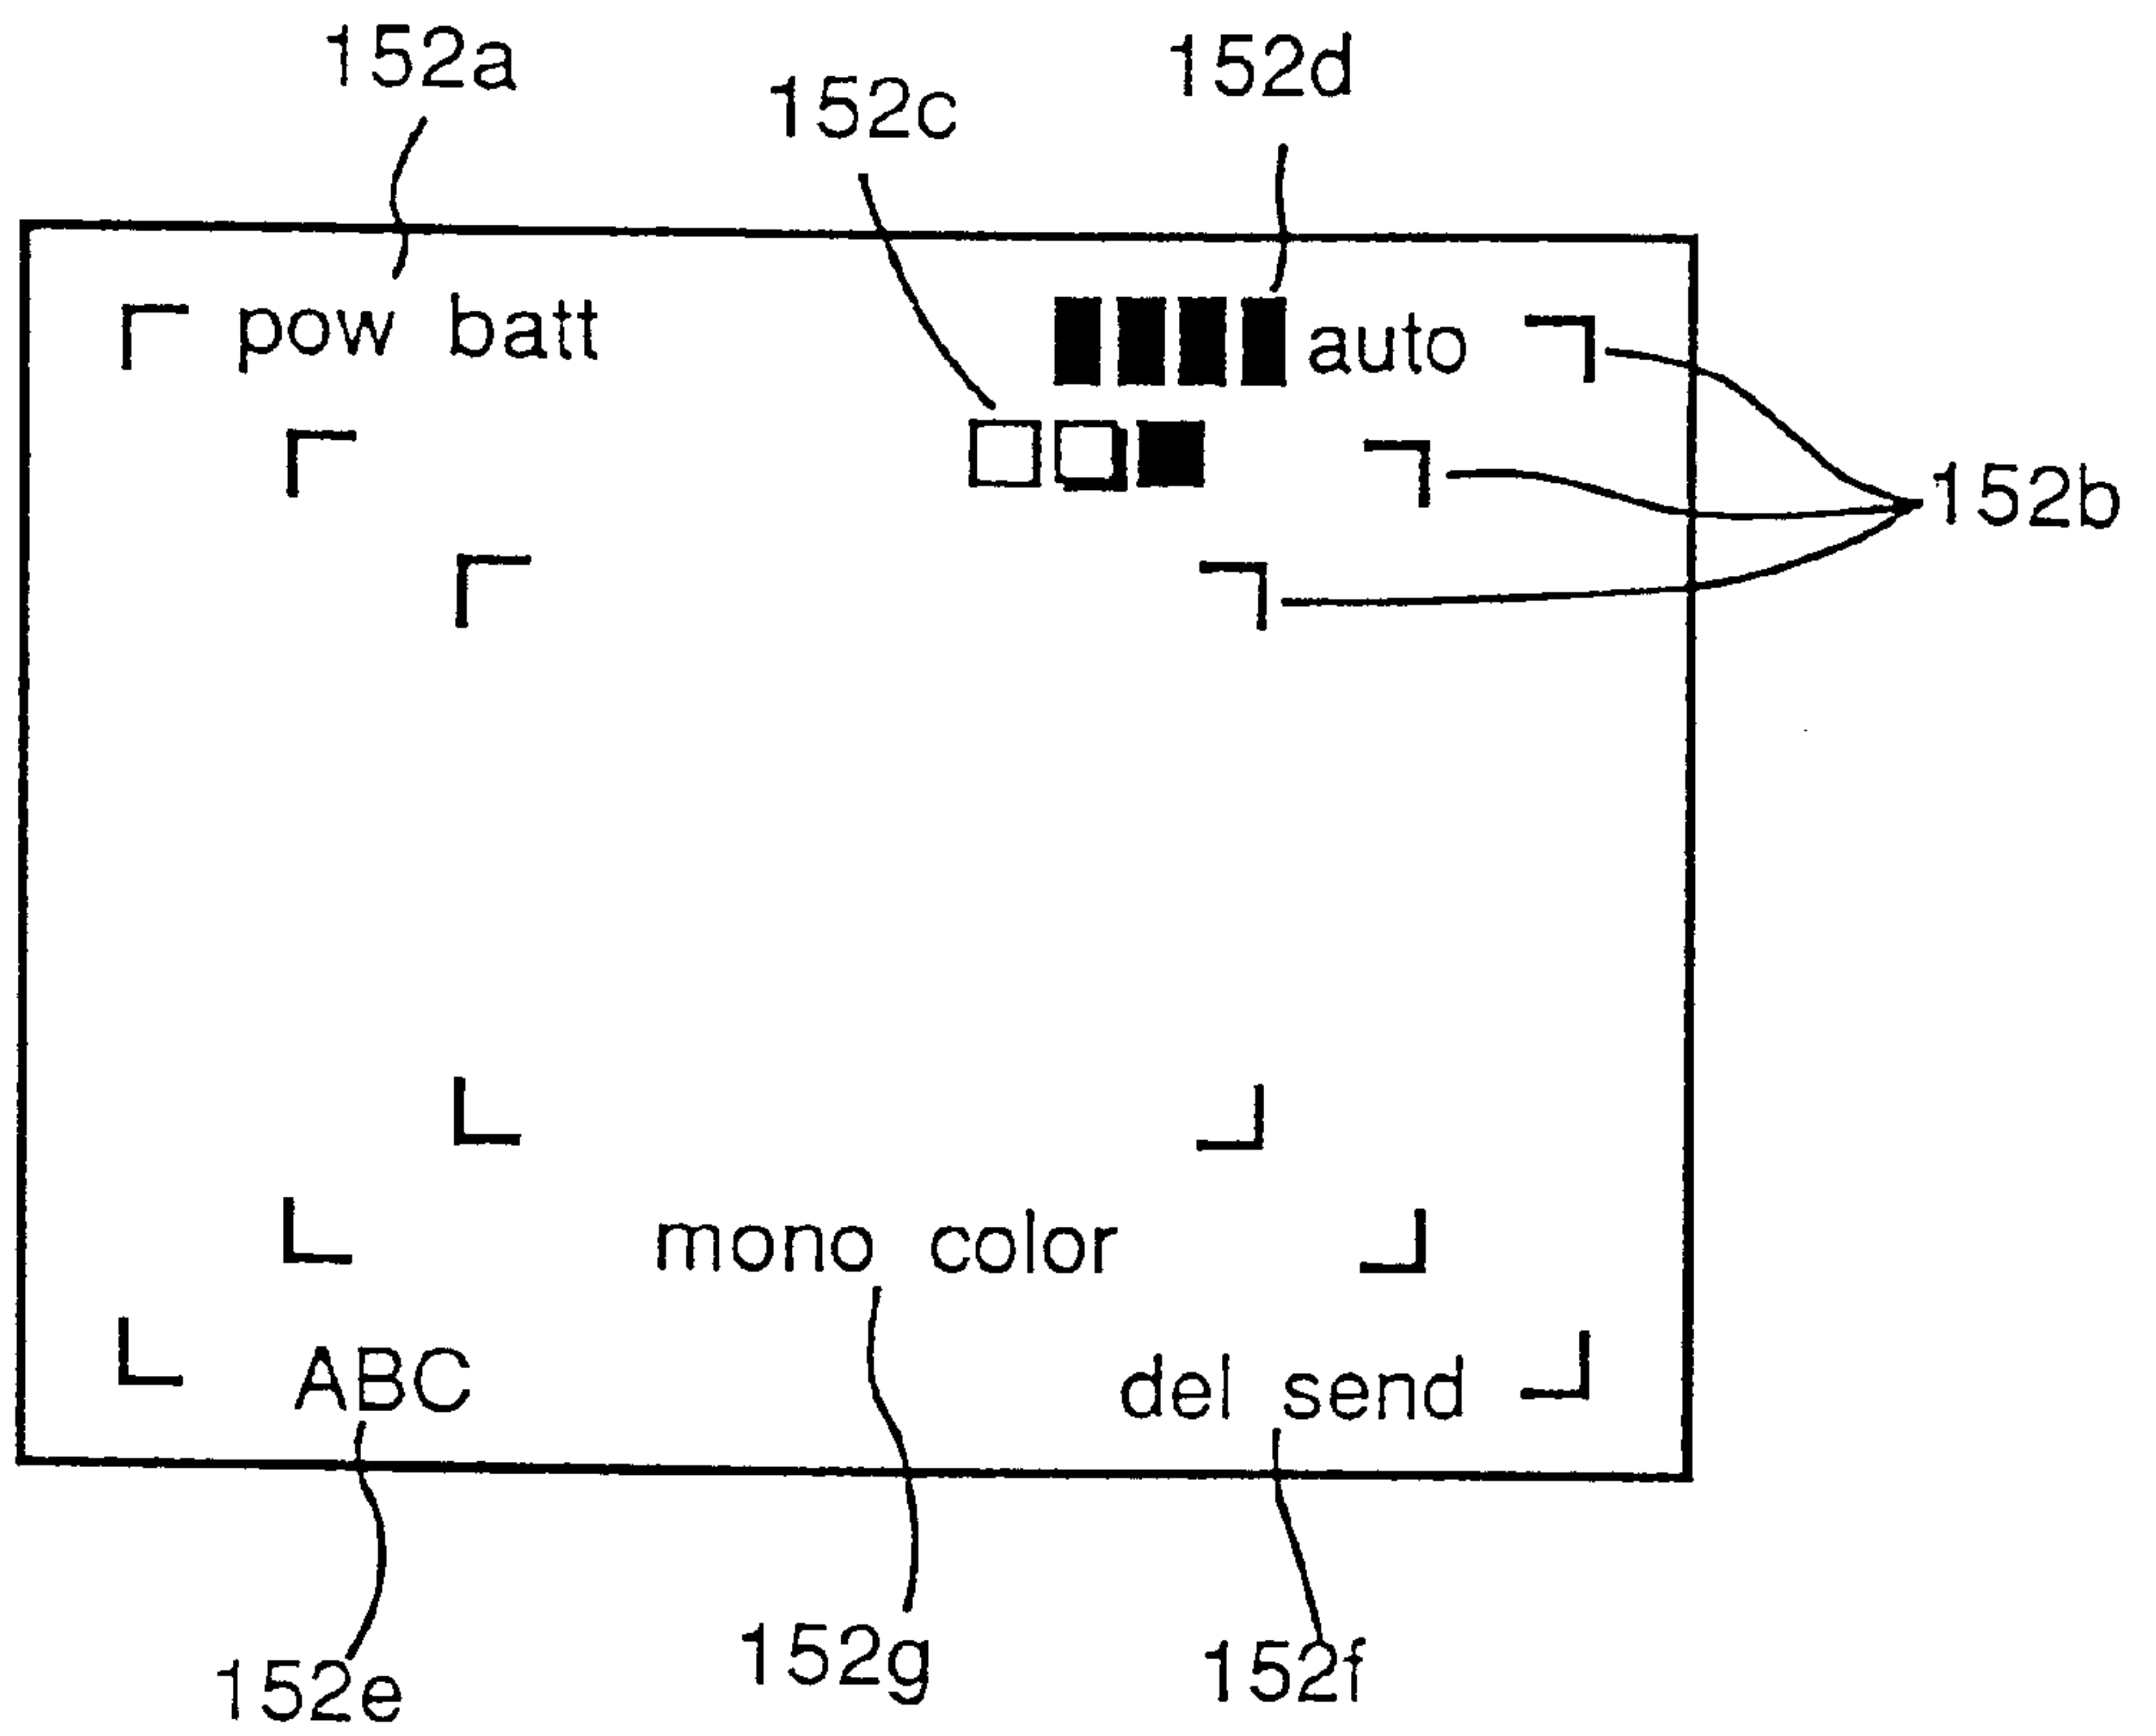 152a
152d
152c
pow batt
auto
152b
mono color
ABC
del send
152g
152f
152e